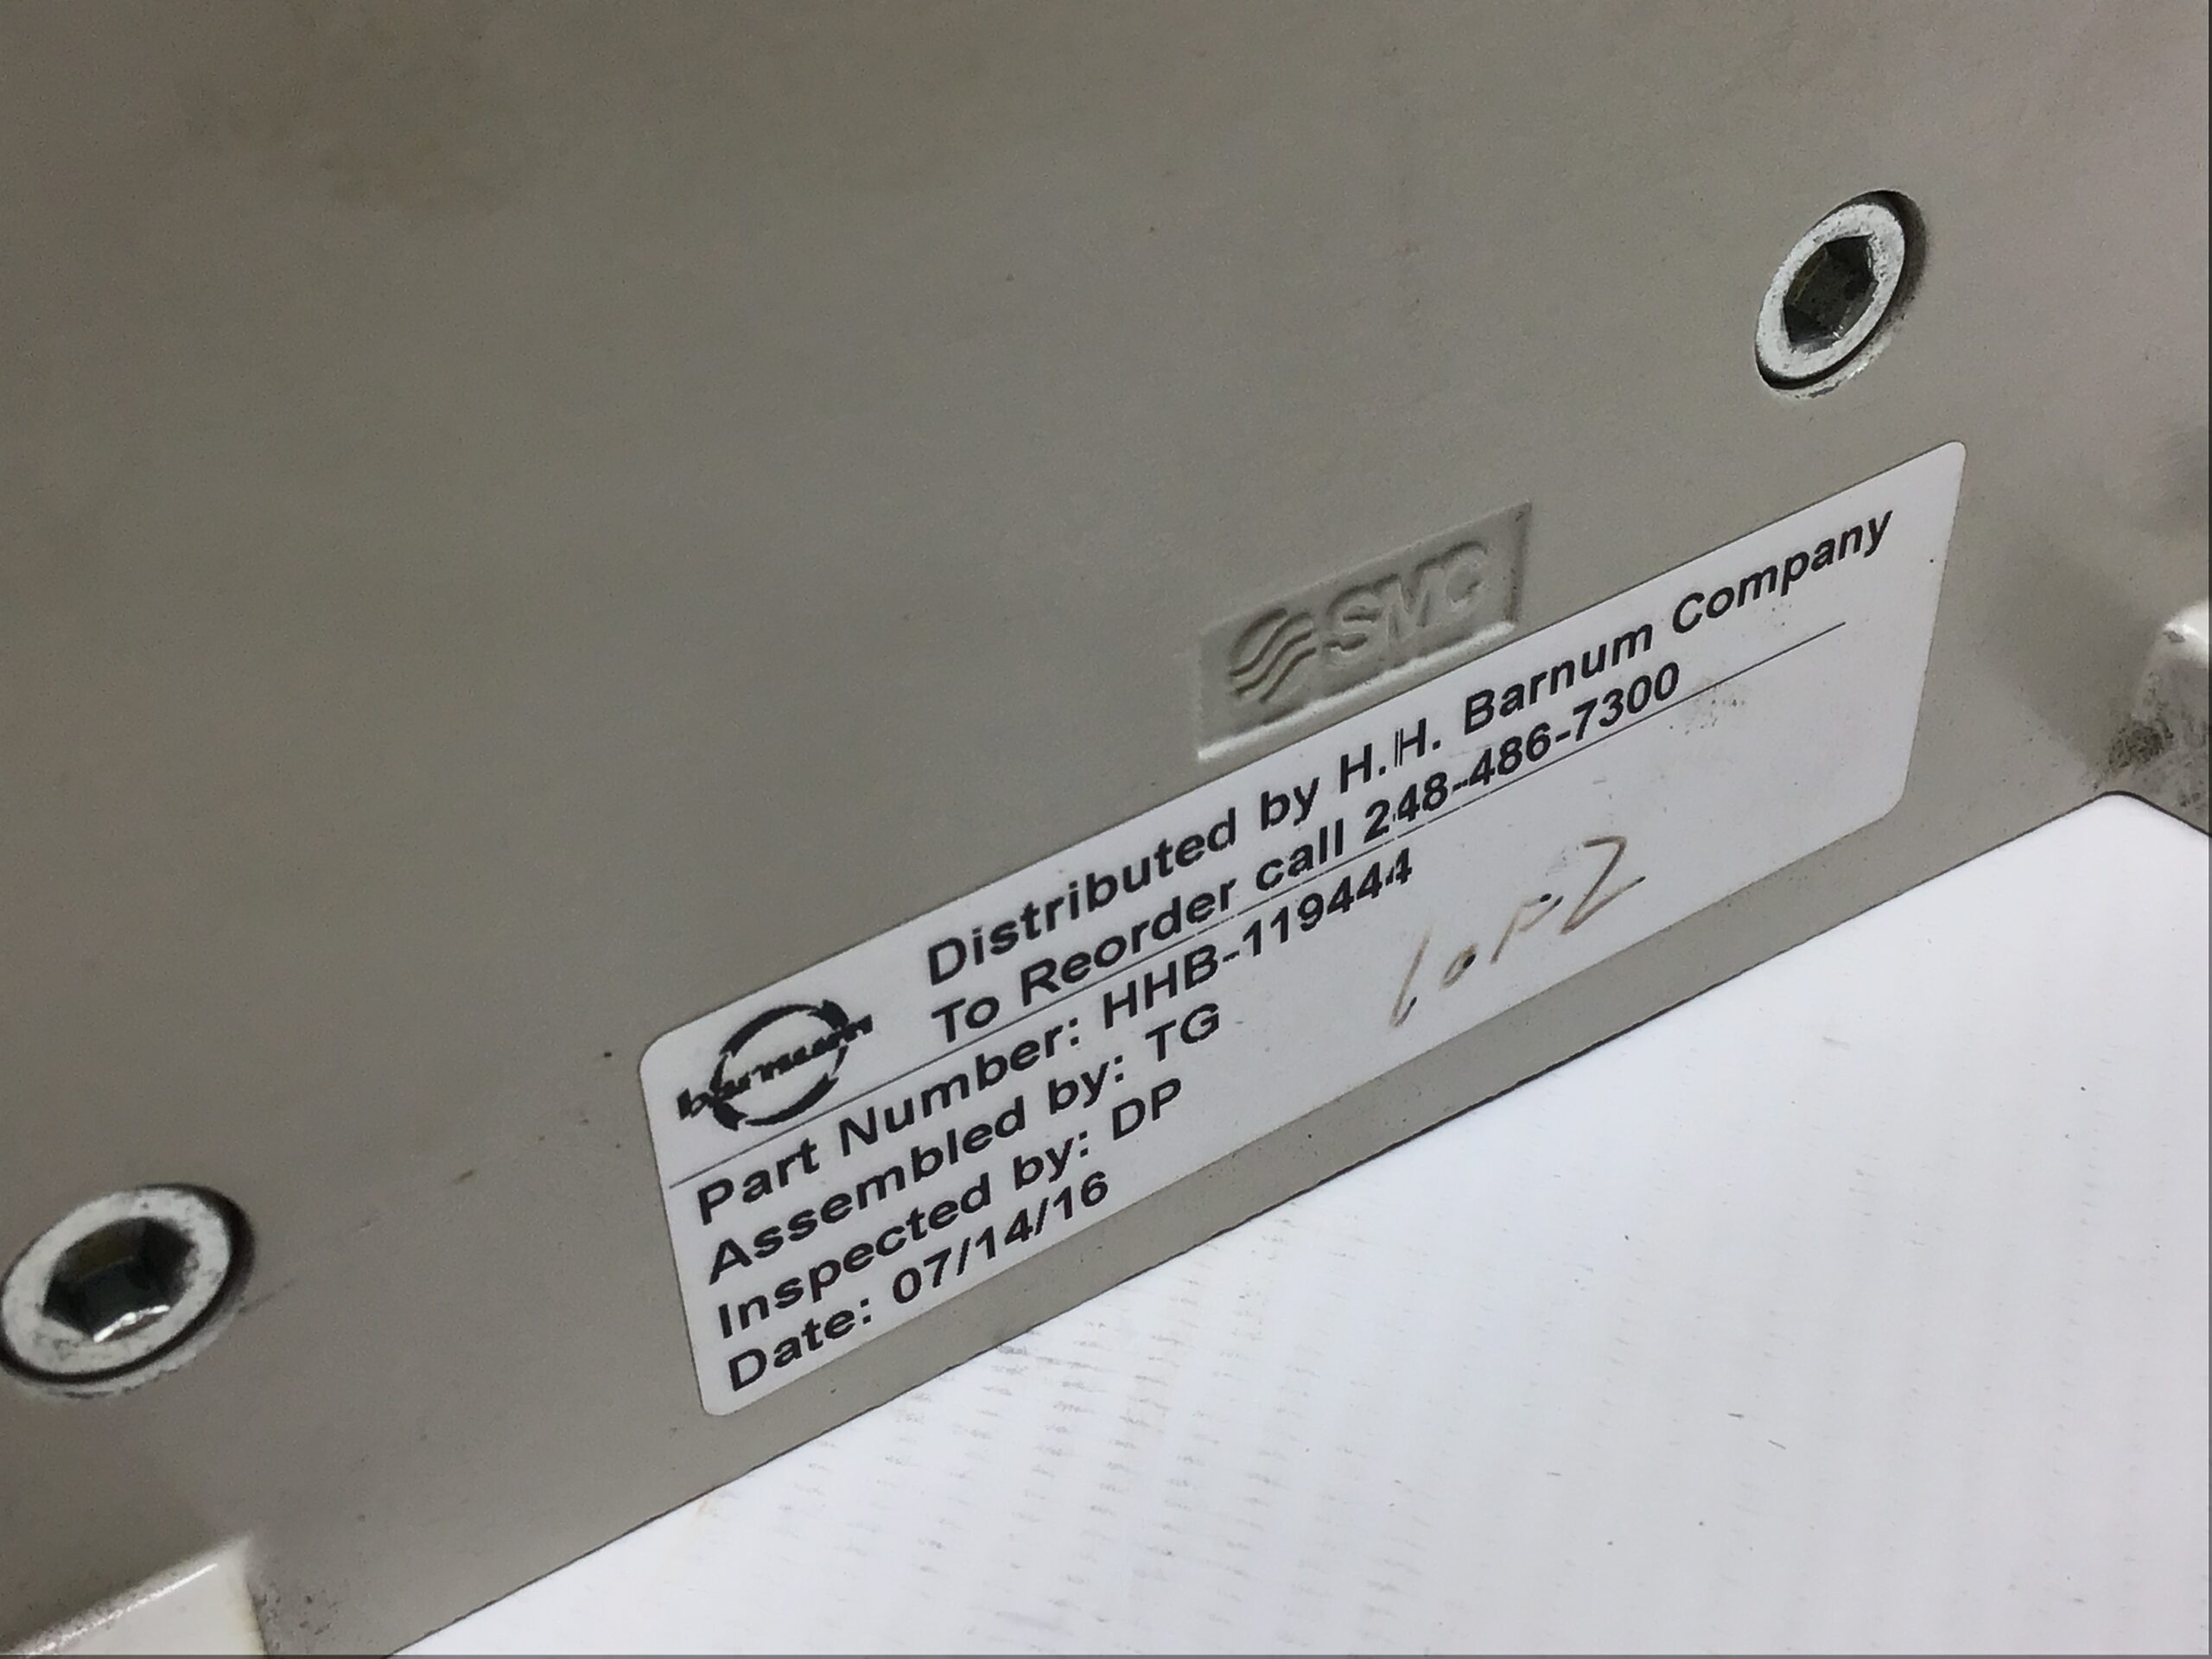 SMC
Distributed by H.H. Barnum Company
To Reorder call 248-486-7300
barnum
Part Number: HHB-119444
Assembled by: TG
Inspected by: DP
Date: 07/14/16